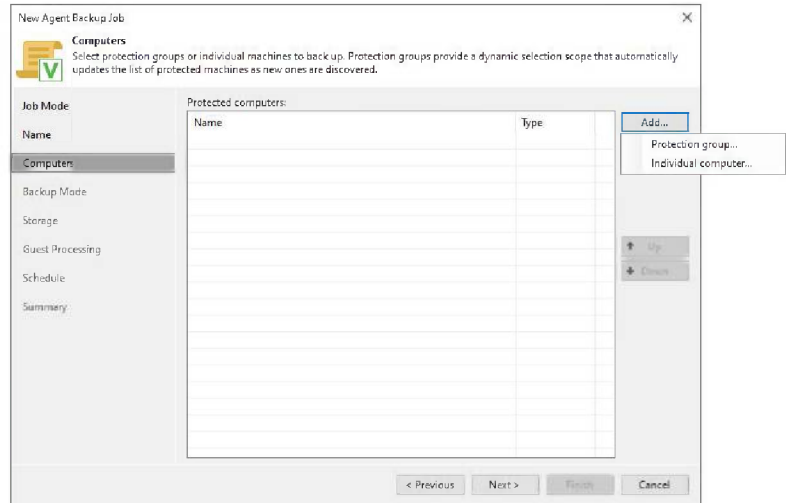 New Agent Backup Job
Computers
Select protection groups or individual machines to back up. Protection groups provide a dynamic selection scope that automatically
updates the list of protected machines as new ones are discovered.
Job Mode
Name
Computers
Backup Mode
Storage
Guest Processing
Schedule
Summary
Protected computers:
Name Type
Add...
Protection group...
Individual computer...
Up
Down
< Previous Next > Finish Cancel